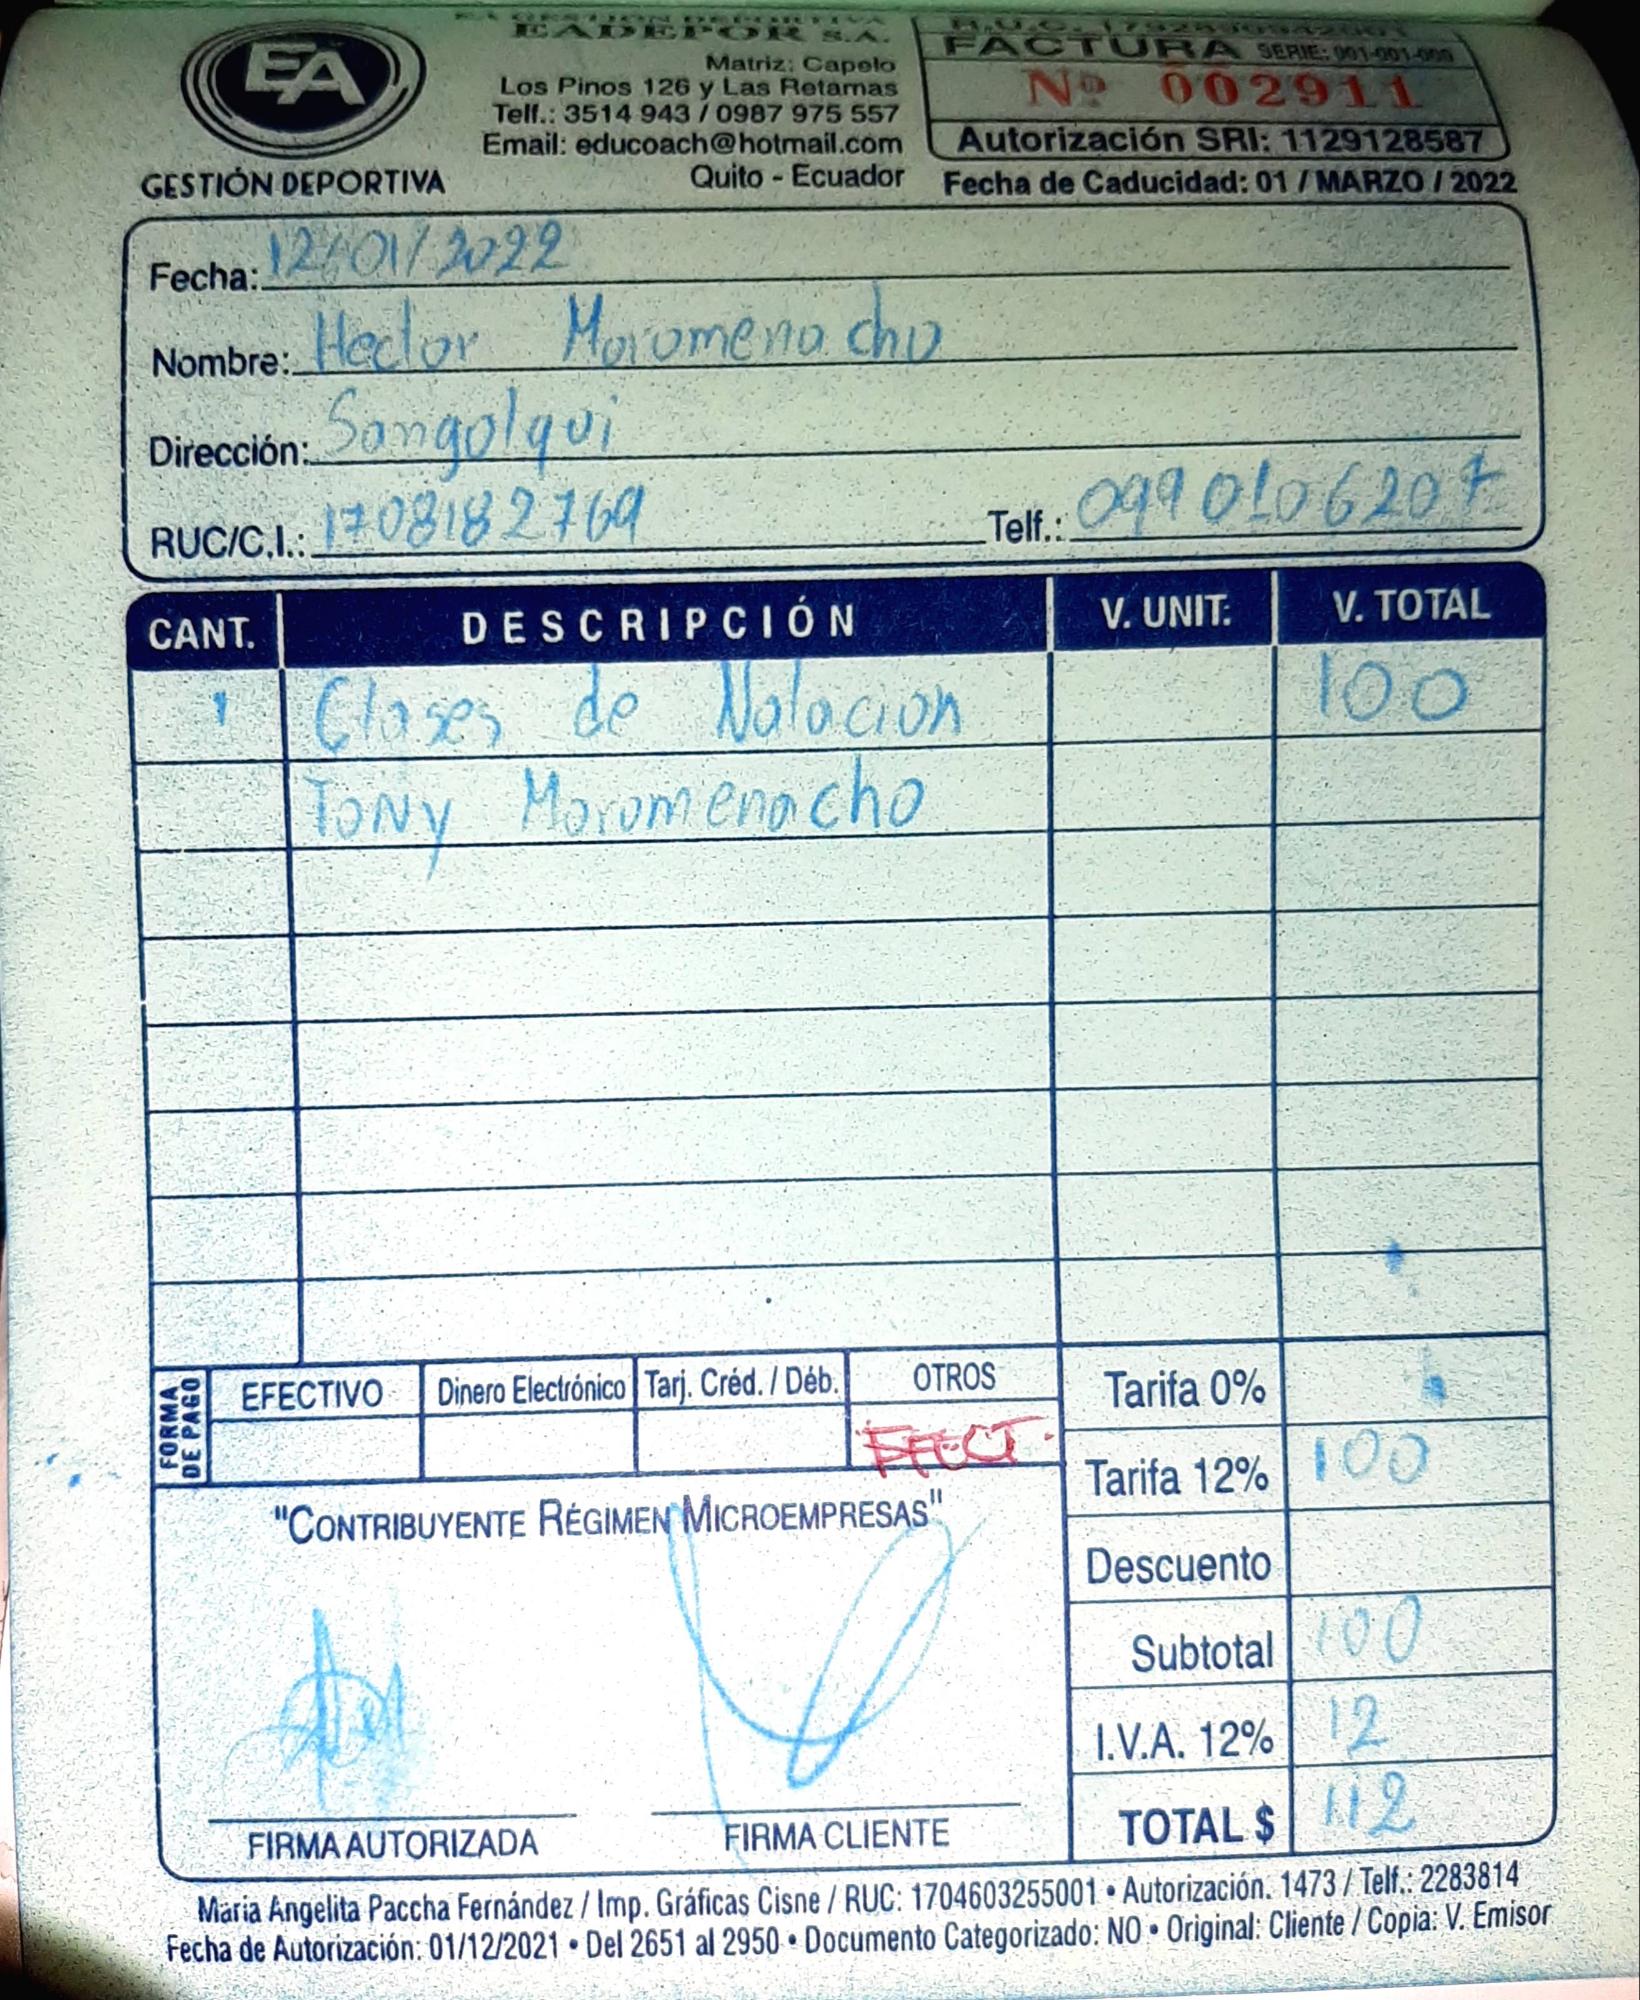 EA GESTION DEPORTIVA
EADEPOR S.A.
Matriz: Capelo
Los Pinos 126 y Las Retamas
Telf.: 3514 943 / 0987 975 557
Email: educoach@hotmail.com
Quito - Ecuador
EA
GESTIÓN DEPORTIVA
FACTURA SERIE: 001-001-000
Nº 002911
Autorización SRI: 1129128587
Fecha de Caducidad: 01 / MARZO / 2022
Fecha: 12/01/2022
Nombre: Hector Moromenacho
Dirección: Sangolqui
RUC/C.I.: 1708182769 Telf.: 0990106207
CANT. DESCRIPCIÓN V. UNIT: V. TOTAL
1 Clases de Natacion 100
Tony Moromenacho
FORMA DE PAGO
EFECTIVO Dinero Electrónico Tarj. Créd. / Déb. OTROS
EFECT.
Tarifa 0%
Tarifa 12% 100
Descuento
Subtotal 100
I.V.A. 12% 12
TOTAL $ 112
"CONTRIBUYENTE RÉGIMEN MICROEMPRESAS"
FIRMA AUTORIZADA FIRMA CLIENTE
Maria Angelita Paccha Fernández / Imp. Gráficas Cisne / RUC: 1704603255001 • Autorización. 1473 / Telf.: 2283814
Fecha de Autorización: 01/12/2021 • Del 2651 al 2950 • Documento Categorizado: NO • Original: Cliente / Copia: V. Emisor